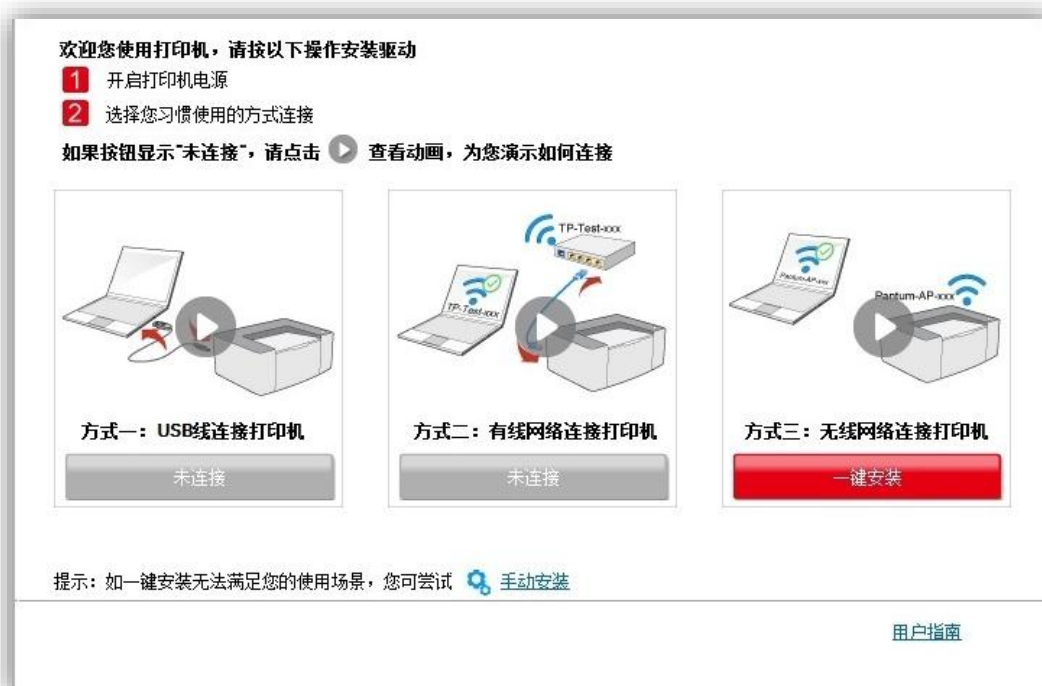 欢迎您使用打印机，请按以下操作安装驱动
1 开启打印机电源
2 选择您习惯使用的方式连接
如果按钮显示"未连接"，请点击 查看动画，为您演示如何连接
TP-Test-xxx
TP-Test-xxx
Pantum-AP-xxx
Pantum-AP-xxx
方式一：USB线连接打印机
方式二：有线网络连接打印机
方式三：无线网络连接打印机
未连接
未连接
一键安装
提示：如一键安装无法满足您的使用场景，您可尝试 手动安装
用户指南